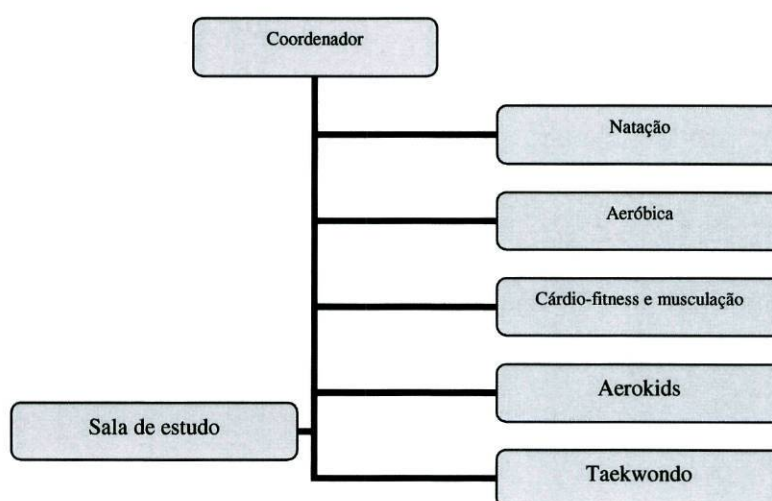 Coordenador
Natação
Aeróbica
Cárdio-fitness e musculação
Aerokids
Sala de estudo
Taekwondo